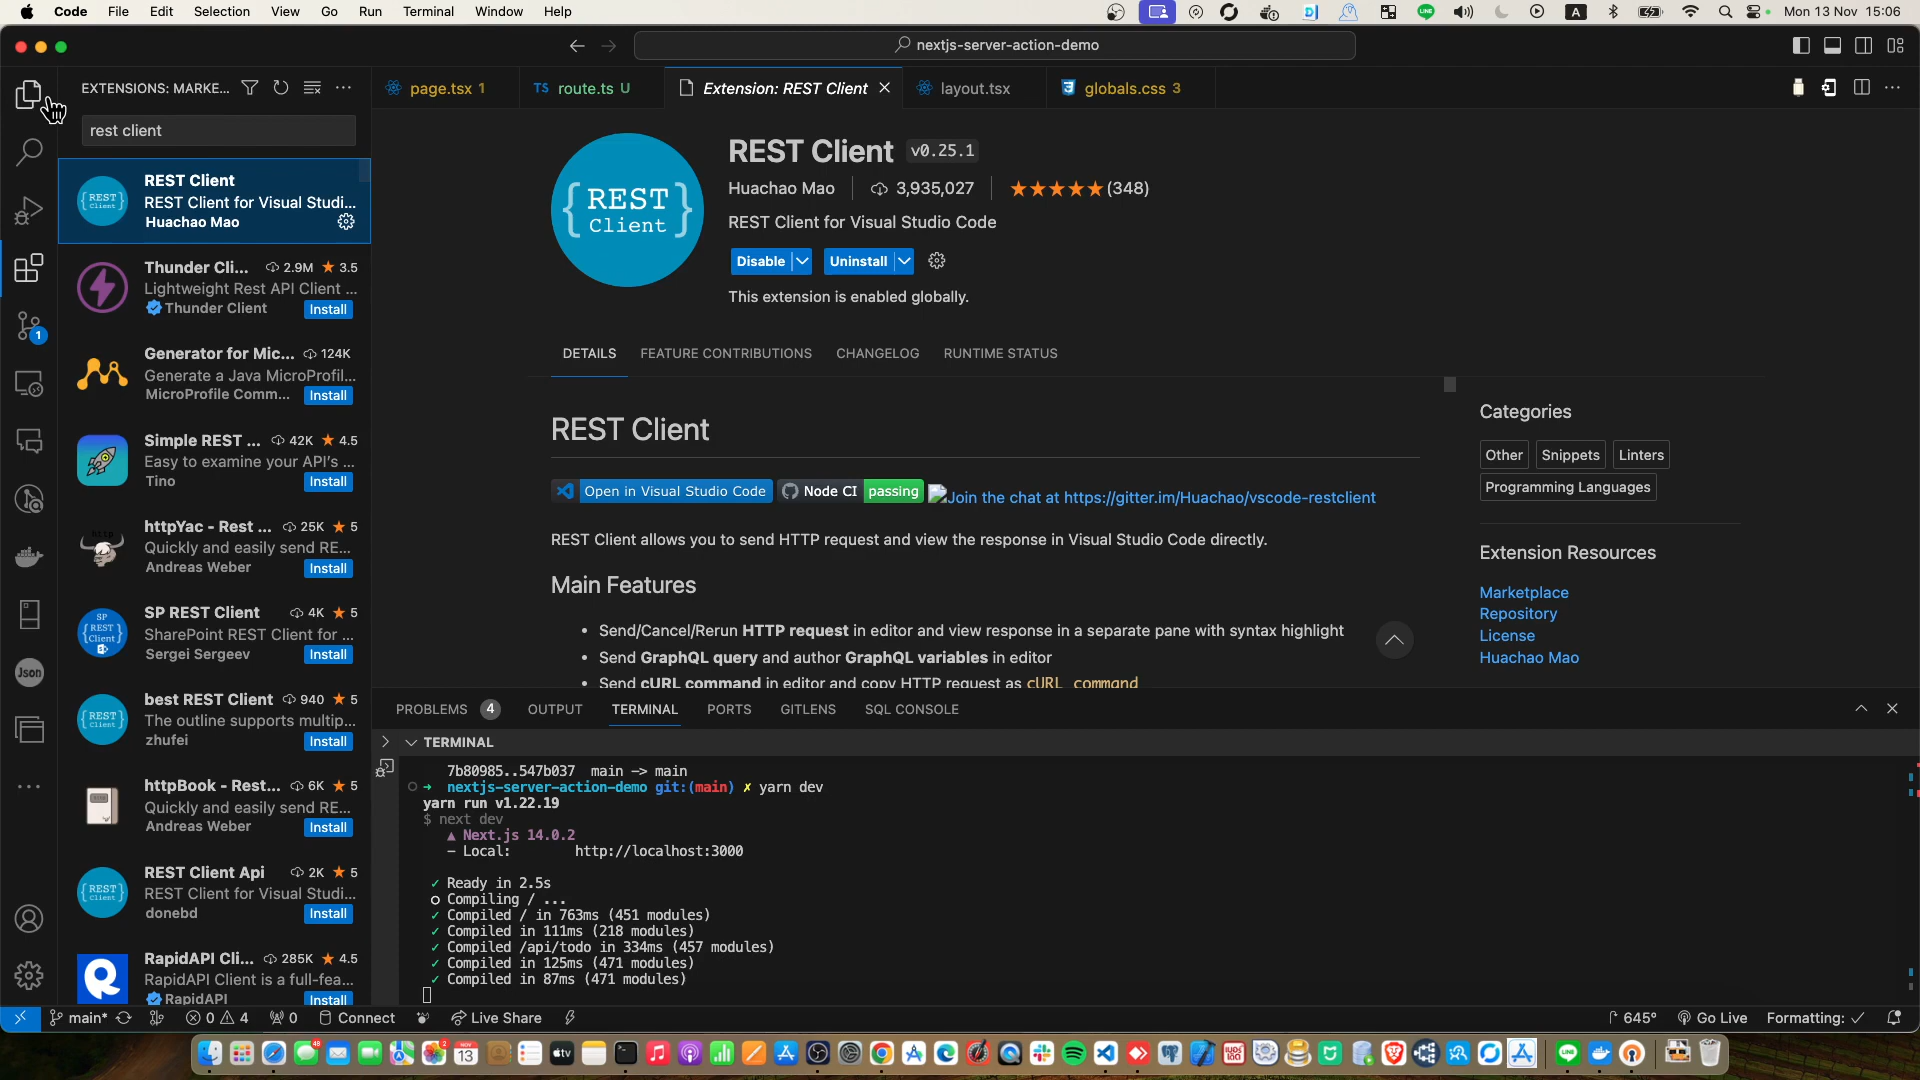 Code File Edit Selection View Go Run Terminal Window Help
A Mon 13 Nov 15:06
nextjs-server-action-demo
EXTENSIONS: MARKE...
page.tsx 1
TS route.ts U
Extension: REST Client
layout.tsx
globals.css 3
rest client
REST Client
REST Client for Visual Studi...
Huachao Mao
Thunder Cli... 2.9M 3.5
Lightweight Rest API Client ...
Thunder Client
Install
Generator for Mic... 124K
Generate a Java MicroProfil...
MicroProfile Comm...
Install
Simple REST ... 42K 4.5
Easy to examine your API's ...
Tino
Install
httpYac - Rest ... 25K 5
Quickly and easily send RE...
Andreas Weber
Install
SP REST Client 4K 5
SharePoint REST Client for ...
Sergei Sergeev
Install
best REST Client 940 5
The outline supports multip...
zhufei
Install
httpBook - Rest... 6K 5
Quickly and easily send RE...
Andreas Weber
Install
REST Client Api 2K 5
REST Client for Visual Studi...
donebd
Install
RapidAPI Cli... 285K 4.5
RapidAPI Client is a full-fea...
RapidAPI
Install
1
Json
{ REST
Client }
REST Client v0.25.1
Huachao Mao 3,935,027 (348)
REST Client for Visual Studio Code
Disable
Uninstall
This extension is enabled globally.
DETAILS FEATURE CONTRIBUTIONS CHANGELOG RUNTIME STATUS
REST Client
Open in Visual Studio Code
Node CI passing
Join the chat at https://gitter.im/Huachao/vscode-restclient
REST Client allows you to send HTTP request and view the response in Visual Studio Code directly.
Main Features
• Send/Cancel/Rerun HTTP request in editor and view response in a separate pane with syntax highlight
• Send GraphQL query and author GraphQL variables in editor
• Send cURL command in editor and copy HTTP request as cURL command
Categories
Other Snippets Linters
Programming Languages
Extension Resources
Marketplace
Repository
License
Huachao Mao
PROBLEMS 4 OUTPUT TERMINAL PORTS GITLENS SQL CONSOLE
TERMINAL
7b80985..547b037 main -> main
➜ nextjs-server-action-demo git:(main) ✗ yarn dev
yarn run v1.22.19
$ next dev
▲ Next.js 14.0.2
- Local: http://localhost:3000
✓ Ready in 2.5s
○ Compiling / ...
✓ Compiled / in 763ms (451 modules)
✓ Compiled in 111ms (218 modules)
✓ Compiled /api/todo in 334ms (457 modules)
✓ Compiled in 125ms (471 modules)
✓ Compiled in 87ms (471 modules)
main* 0 4 0 Connect Live Share
645° Go Live Formatting: ✓